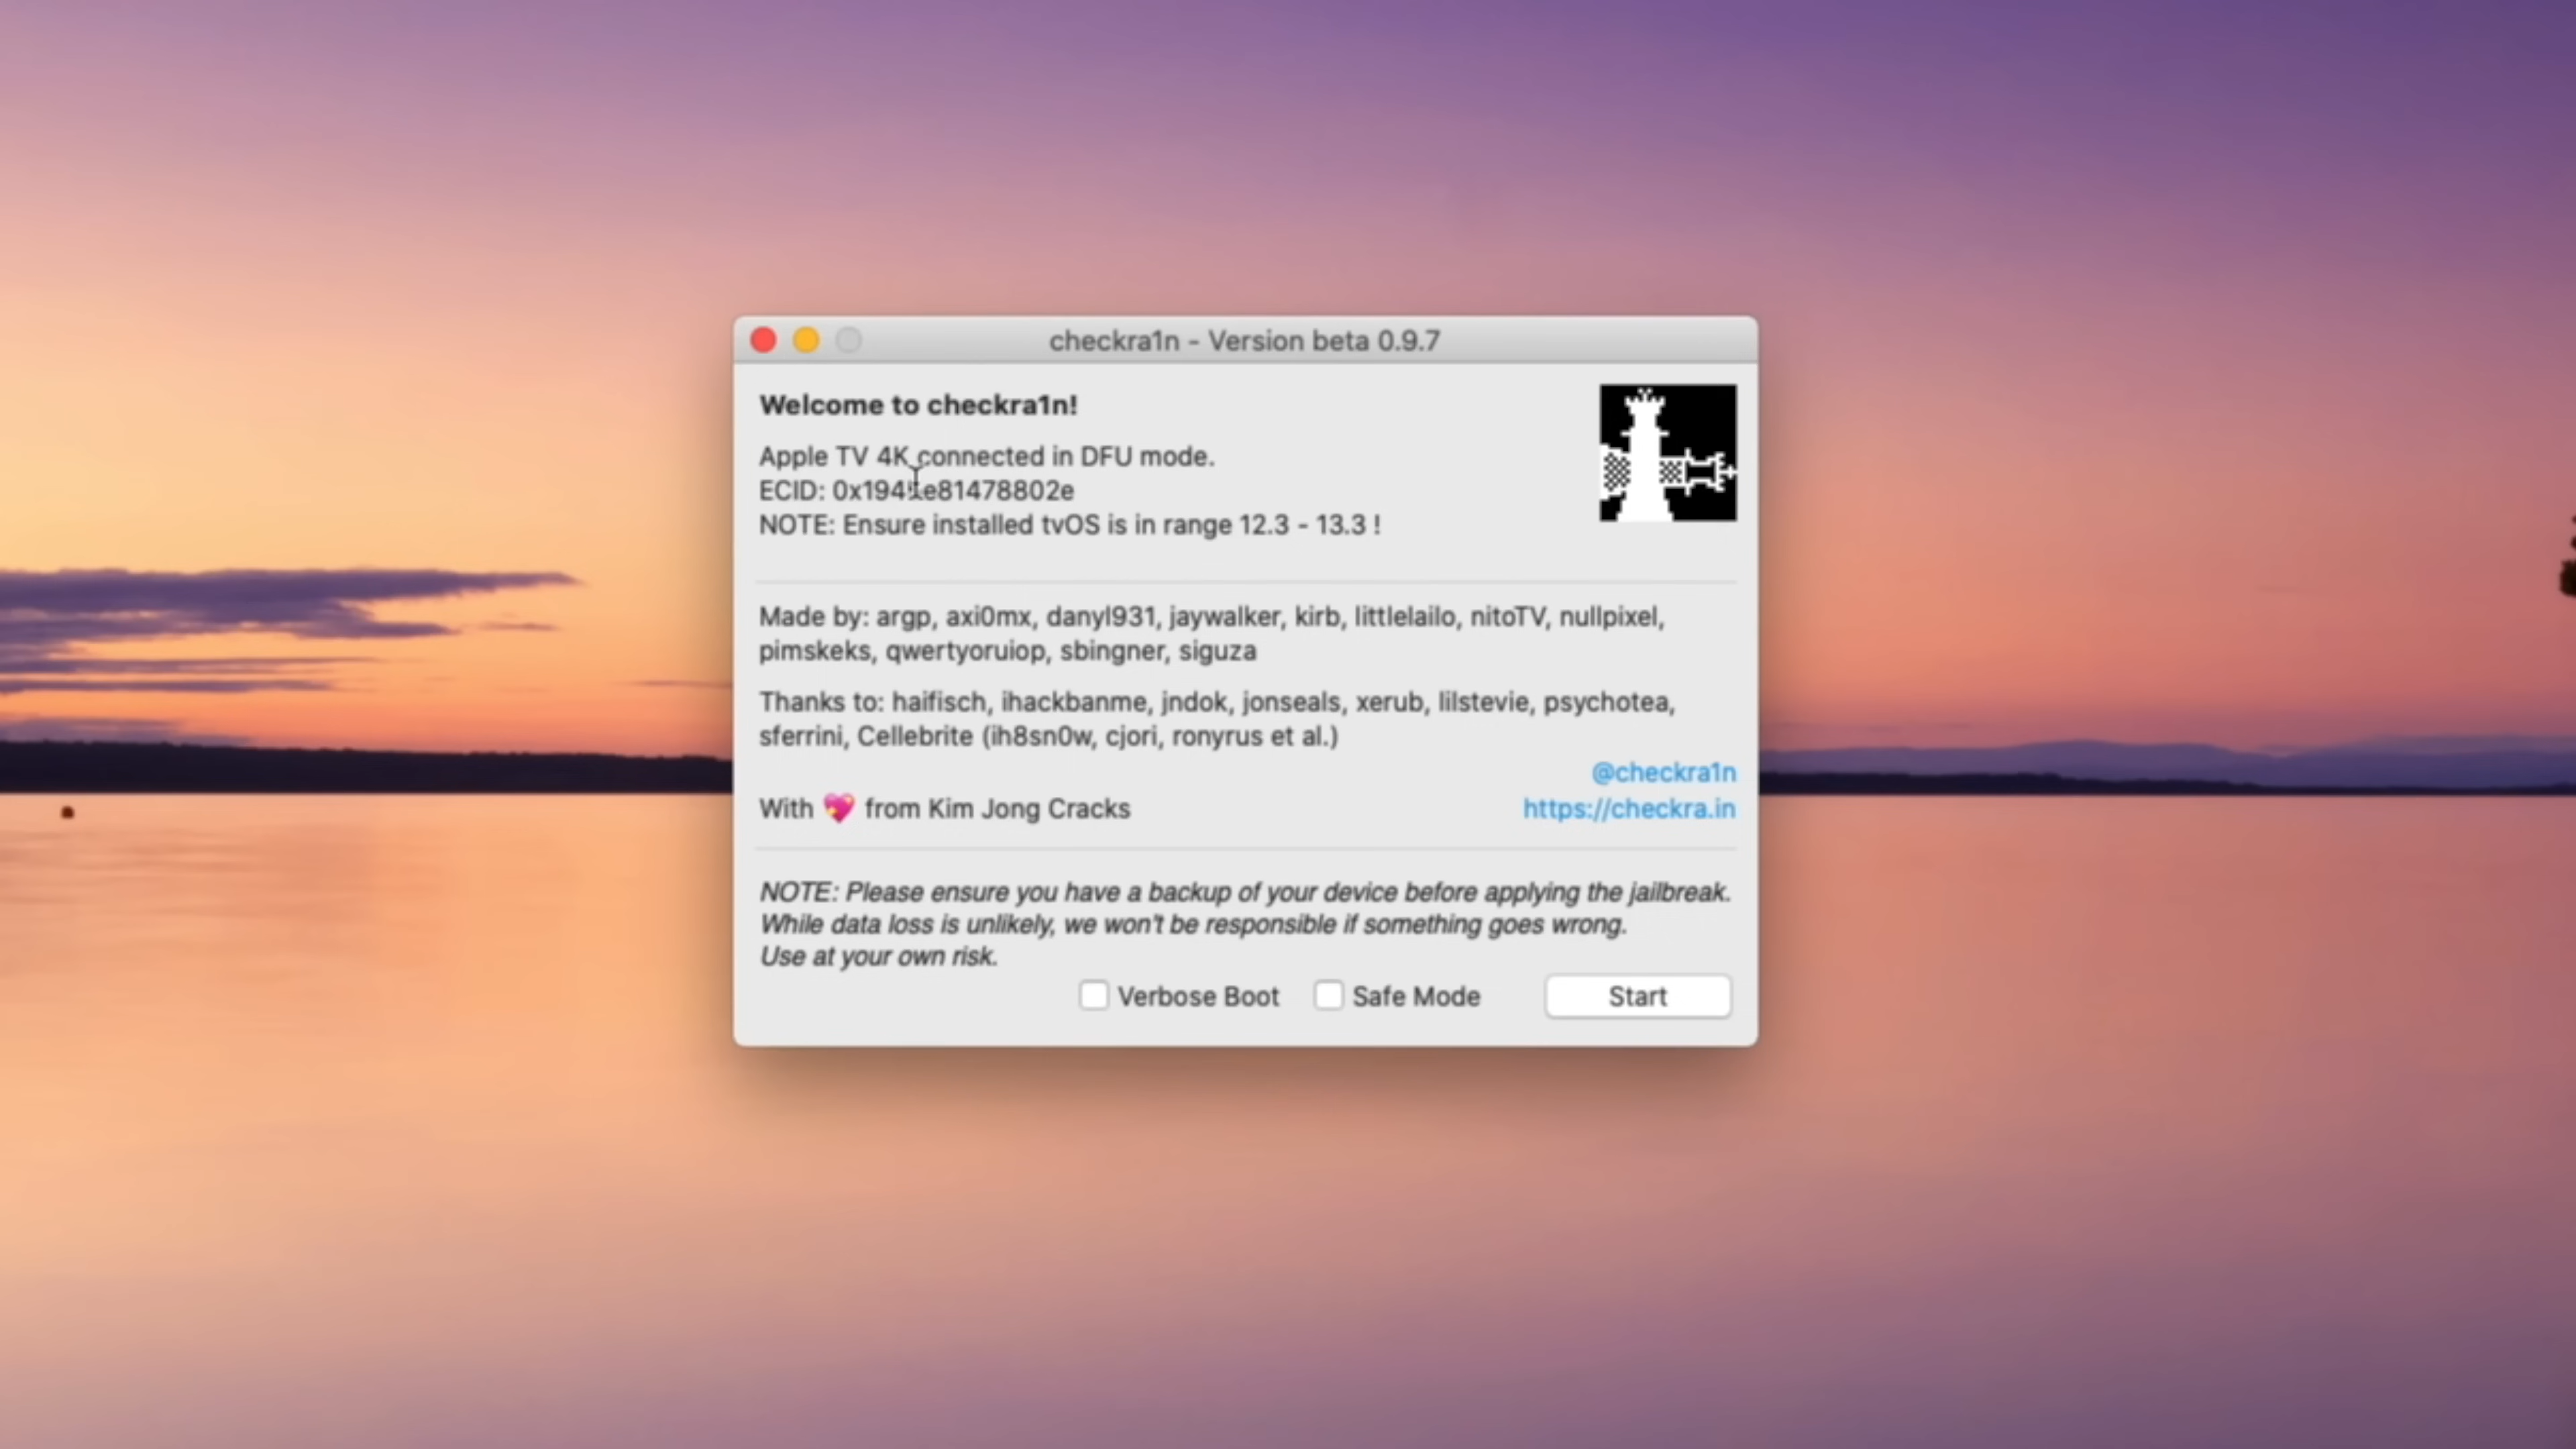 checkra1n - Version beta 0.9.7
Welcome to checkra1n!
Apple TV 4K connected in DFU mode.
ECID:
NOTE: Ensure installed tvOS is in range 12.3 - 13.3 !
Made by: argp, axi0mx, danyl931, jaywalker, kirb, littlelailo, nitoTV, nullpixel,
pimskeks, qwertyoruiop, sbingner, siguza
Thanks to: haifisch, ihackbanme, jndok, jonseals, xerub, lilstevie, psychotea,
sferrini, Cellebrite (ih8sn0w, cjori, ronyrus et al.)
@checkra1n
With 💖 from Kim Jong Cracks
https://checkra.in
NOTE: Please ensure you have a backup of your device before applying the jailbreak.
While data loss is unlikely, we won't be responsible if something goes wrong.
Use at your own risk.
Verbose Boot
Safe Mode
Start